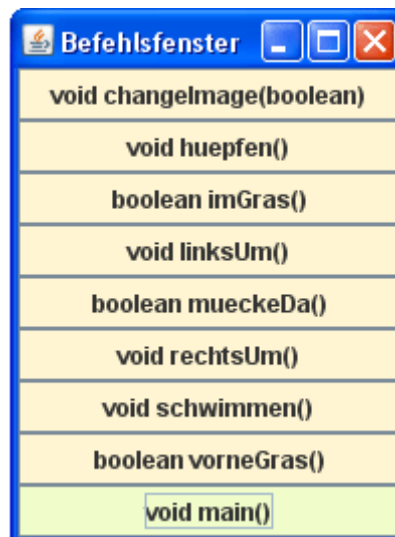 Befehlsfenster
void changeImage(boolean)
void huepfen()
boolean imGras()
void linksUm()
boolean mueckeDa()
void rechtsUm()
void schwimmen()
boolean vorneGras()
void main()